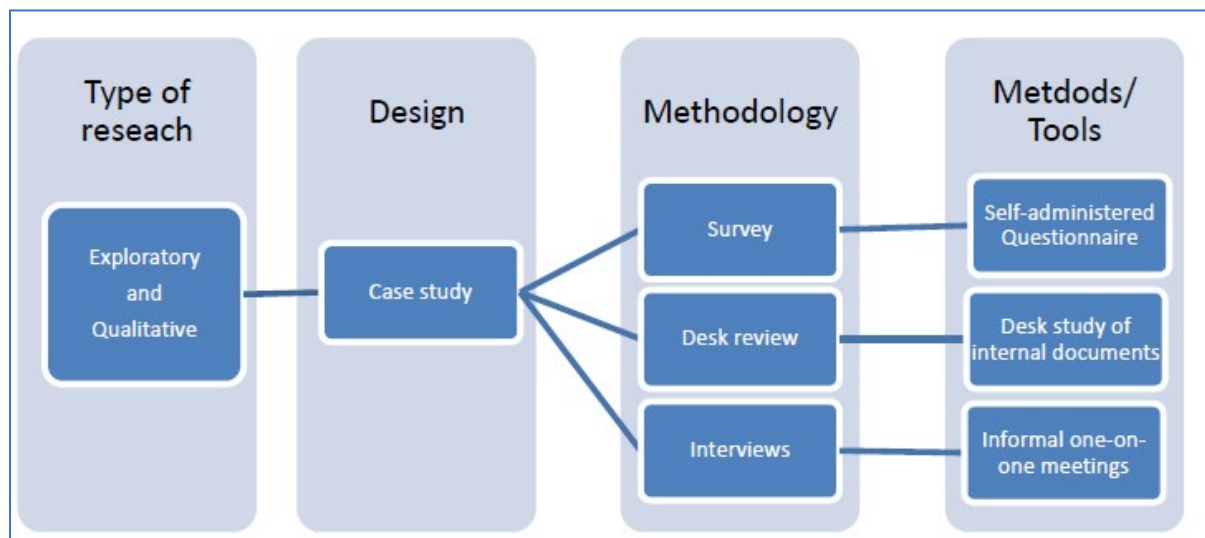 Type of
reseach
Exploratory
and
Qualitative
Design
Case study
Methodology
Survey
Desk review
Interviews
Metdods/
Tools
Self-administered
Questionnaire
Desk study of
internal documents
Informal one-on-
one meetings